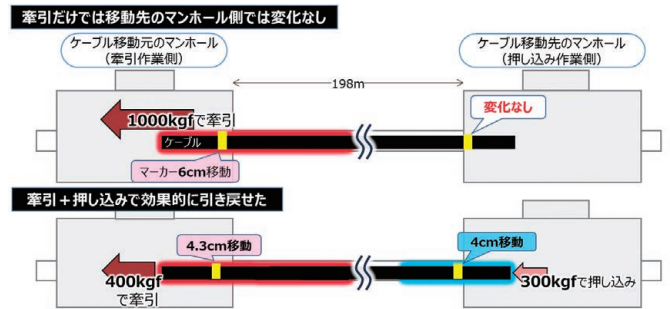 牽引だけでは移動先のマンホール側では変化なし
ケーブル移動元のマンホール
（牽引作業側）
ケーブル移動先のマンホール
（押し込み作業側）
198m
1000kgfで牽引
変化なし
ケーブル
マーカー6cm移動
牽引＋押し込みで効果的に引き戻せた
4.3cm移動
4cm移動
400kgf
で牽引
300kgfで押し込み